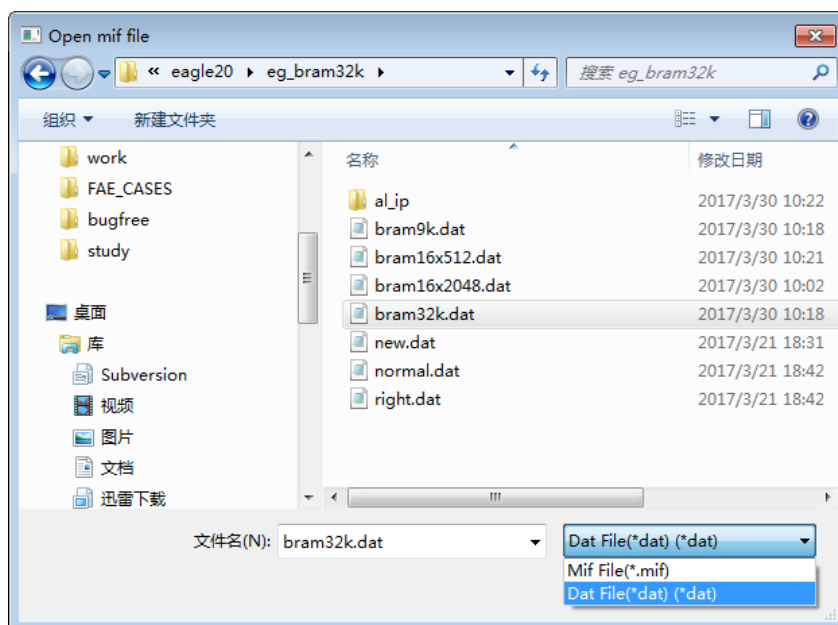 Open mif file
« eagle20 eg_bram32k
搜索 eg_bram32k
组织 新建文件夹
work
FAE_CASES
bugfree
study
桌面
库
Subversion
视频
图片
文档
迅雷下载
名称 修改日期
al_ip 2017/3/30 10:22
bram9k.dat 2017/3/30 10:18
bram16x512.dat 2017/3/30 10:21
bram16x2048.dat 2017/3/30 10:02
bram32k.dat 2017/3/30 10:18
new.dat 2017/3/21 18:31
normal.dat 2017/3/21 18:42
right.dat 2017/3/21 18:42
文件名(N): bram32k.dat
Dat File(*dat) (*dat)
Mif File(*.mif)
Dat File(*dat) (*dat)